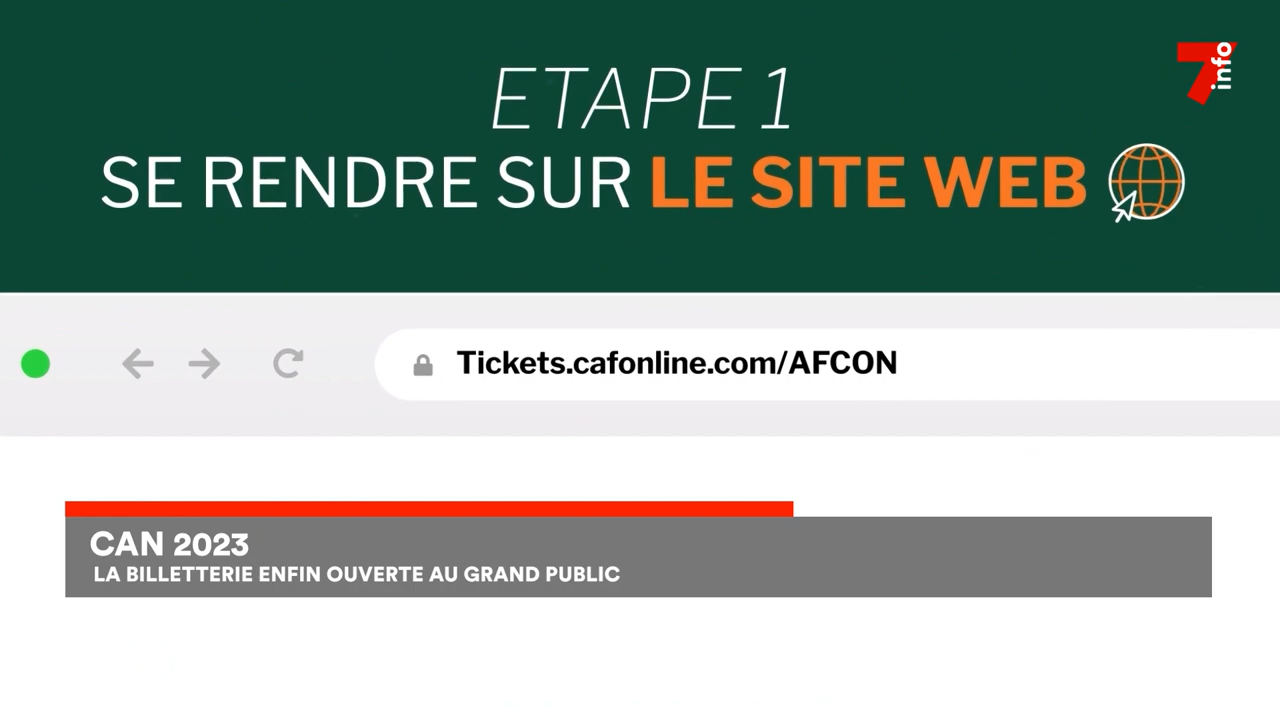 7 info
ETAPE 1
SE RENDRE SUR LE SITE WEB
Tickets.cafonline.com/AFCON
CAN 2023
LA BILLETTERIE ENFIN OUVERTE AU GRAND PUBLIC